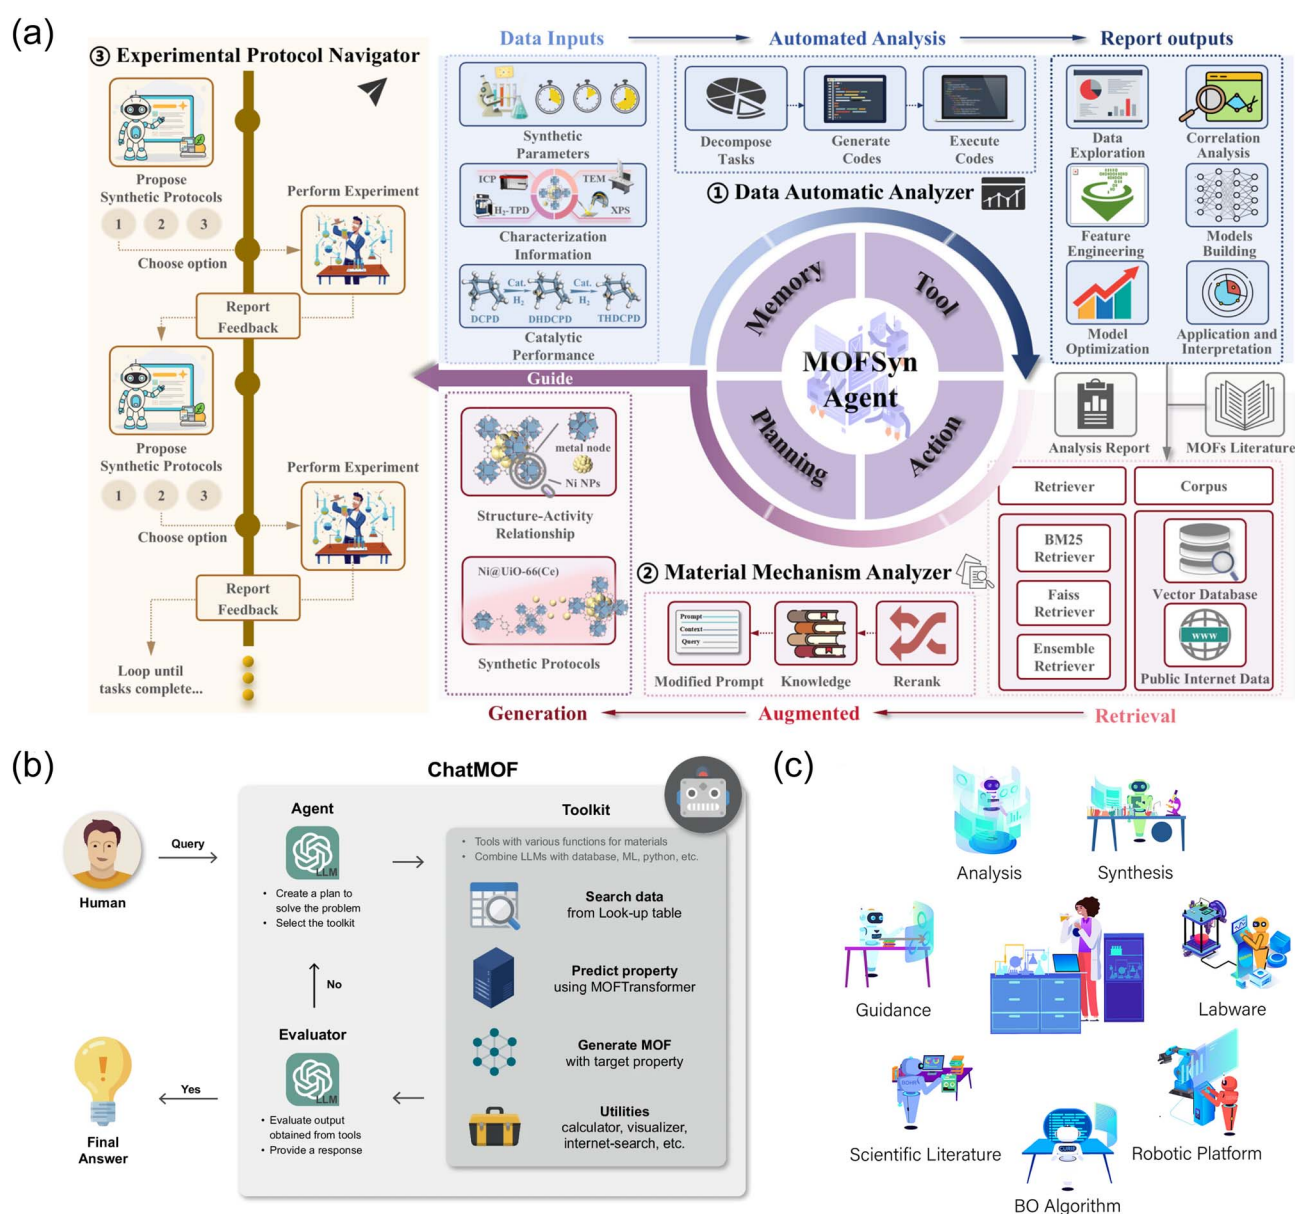 (a)
③ Experimental Protocol Navigator
Propose
Synthetic Protocols
1 2 3
Choose option
Perform Experiment
Report
Feedback
Propose
Synthetic Protocols
1 2 3
Choose option
Perform Experiment
Report
Feedback
Loop until
tasks complete...
Data Inputs
Automated Analysis
Report outputs
Synthetic
Parameters
ICP
TEM
H₂-TPD
XPS
Characterization
Information
Cat.
H₂
Cat.
H₂
DCPD
DHDCPD
THDCPD
Catalytic
Performance
Decompose
Tasks
Generate
Codes
Execute
Codes
① Data Automatic Analyzer
Data
Exploration
Correlation
Analysis
Feature
Engineering
Models
Building
Model
Optimization
Application and
Interpretation
Memory
Tool
Planning
Action
MOFSyn
Agent
Guide
Analysis Report
MOFs Literature
metal node
Ni NPs
Structure-Activity
Relationship
Ni@UiO-66(Ce)
Synthetic Protocols
② Material Mechanism Analyzer
Prompt
Context
Query
Modified Prompt
Knowledge
Rerank
Retriever
Corpus
BM25
Retriever
Faiss
Retriever
Ensemble
Retriever
Vector Database
WWW
Public Internet Data
Generation
Augmented
Retrieval
(b)
ChatMOF
Human
Query
Agent
LLM
• Create a plan to
solve the problem
• Select the toolkit
No
Evaluator
LLM
• Evaluate output
obtained from tools
• Provide a response
Yes
Final
Answer
Toolkit
• Tools with various functions for materials
• Combine LLMs with database, ML, python, etc.
Search data
from Look-up table
Predict property
using MOFTransformer
Generate MOF
with target property
Utilities
calculator, visualizer,
internet-search, etc.
(c)
Analysis
Synthesis
Guidance
Labware
Scientific Literature
Robotic Platform
BO Algorithm